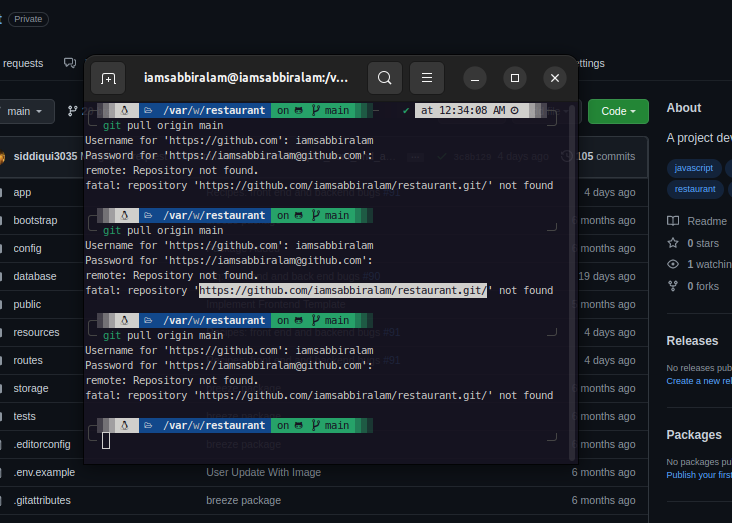 Private
requests
ttings
iamsabbiralam@iamsabbiralam:/v...
main
Code
About
A project dev
/var/w/restaurant on main ✔ at 12:34:08 AM
git pull origin main
Username for 'https://github.com': iamsabbiralam
Password for 'https://iamsabbiralam@github.com':
remote: Repository not found.
fatal: repository 'https://github.com/iamsabbiralam/restaurant.git/' not found
/var/w/restaurant on main
git pull origin main
Username for 'https://github.com': iamsabbiralam
Password for 'https://iamsabbiralam@github.com':
remote: Repository not found.
fatal: repository 'https://github.com/iamsabbiralam/restaurant.git/' not found
/var/w/restaurant on main
git pull origin main
Username for 'https://github.com': iamsabbiralam
Password for 'https://iamsabbiralam@github.com':
remote: Repository not found.
fatal: repository 'https://github.com/iamsabbiralam/restaurant.git/' not found
/var/w/restaurant on main
siddiqui3035
4 days ago
105 commits
app
4 days ago
bootstrap
months ago
config
months ago
database
19 days ago
public
months ago
resources
4 days ago
routes
4 days ago
storage
months ago
tests
months ago
.editorconfig
breeze package
months ago
.env.example
User Update With Image
6 months ago
.gitattributes
breeze package
6 months ago
javascript
restaurant
Readme
0 stars
1 watchin
0 forks
Releases
No releases pu
Create a new rel
Packages
No packages pu
Publish your first